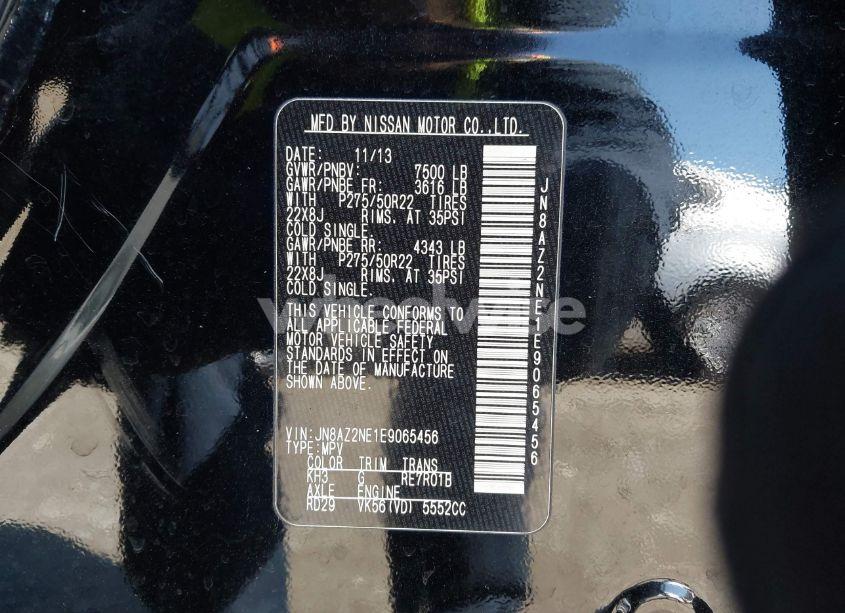 MFD BY NISSAN MOTOR CO.,LTD.
DATE: 11/13
GVWR/PNBV: 7500 LB
GAWR/PNBE FR: 3616 LB
WITH P275/50R22 TIRES
22X8J RIMS, AT 35PSI
COLD SINGLE.
GAWR/PNBE RR: 4343 LB
WITH P275/50R22 TIRES
22X8J RIMS, AT 35PSI
COLD SINGLE.
THIS VEHICLE CONFORMS TO
ALL APPLICABLE FEDERAL
MOTOR VEHICLE SAFETY
STANDARDS IN EFFECT ON
THE DATE OF MANUFACTURE
SHOWN ABOVE.
VIN:JN8AZ2NE1E9065456
TYPE:MPV
COLOR TRIM TRANS
KH3 G RE7R01B
AXLE ENGINE
RD29 VK56(VD) 5552CC
JN8AZ2NE1E9065456